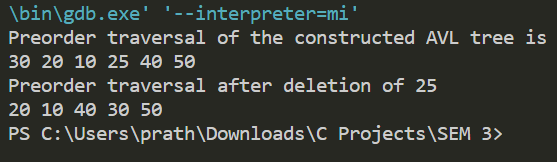 \bin\gdb.exe' '--interpreter=mi'
Preorder traversal of the constructed AVL tree is
30 20 10 25 40 50
Preorder traversal after deletion of 25
20 10 40 30 50
PS C:\Users\prath\Downloads\C Projects\SEM 3>